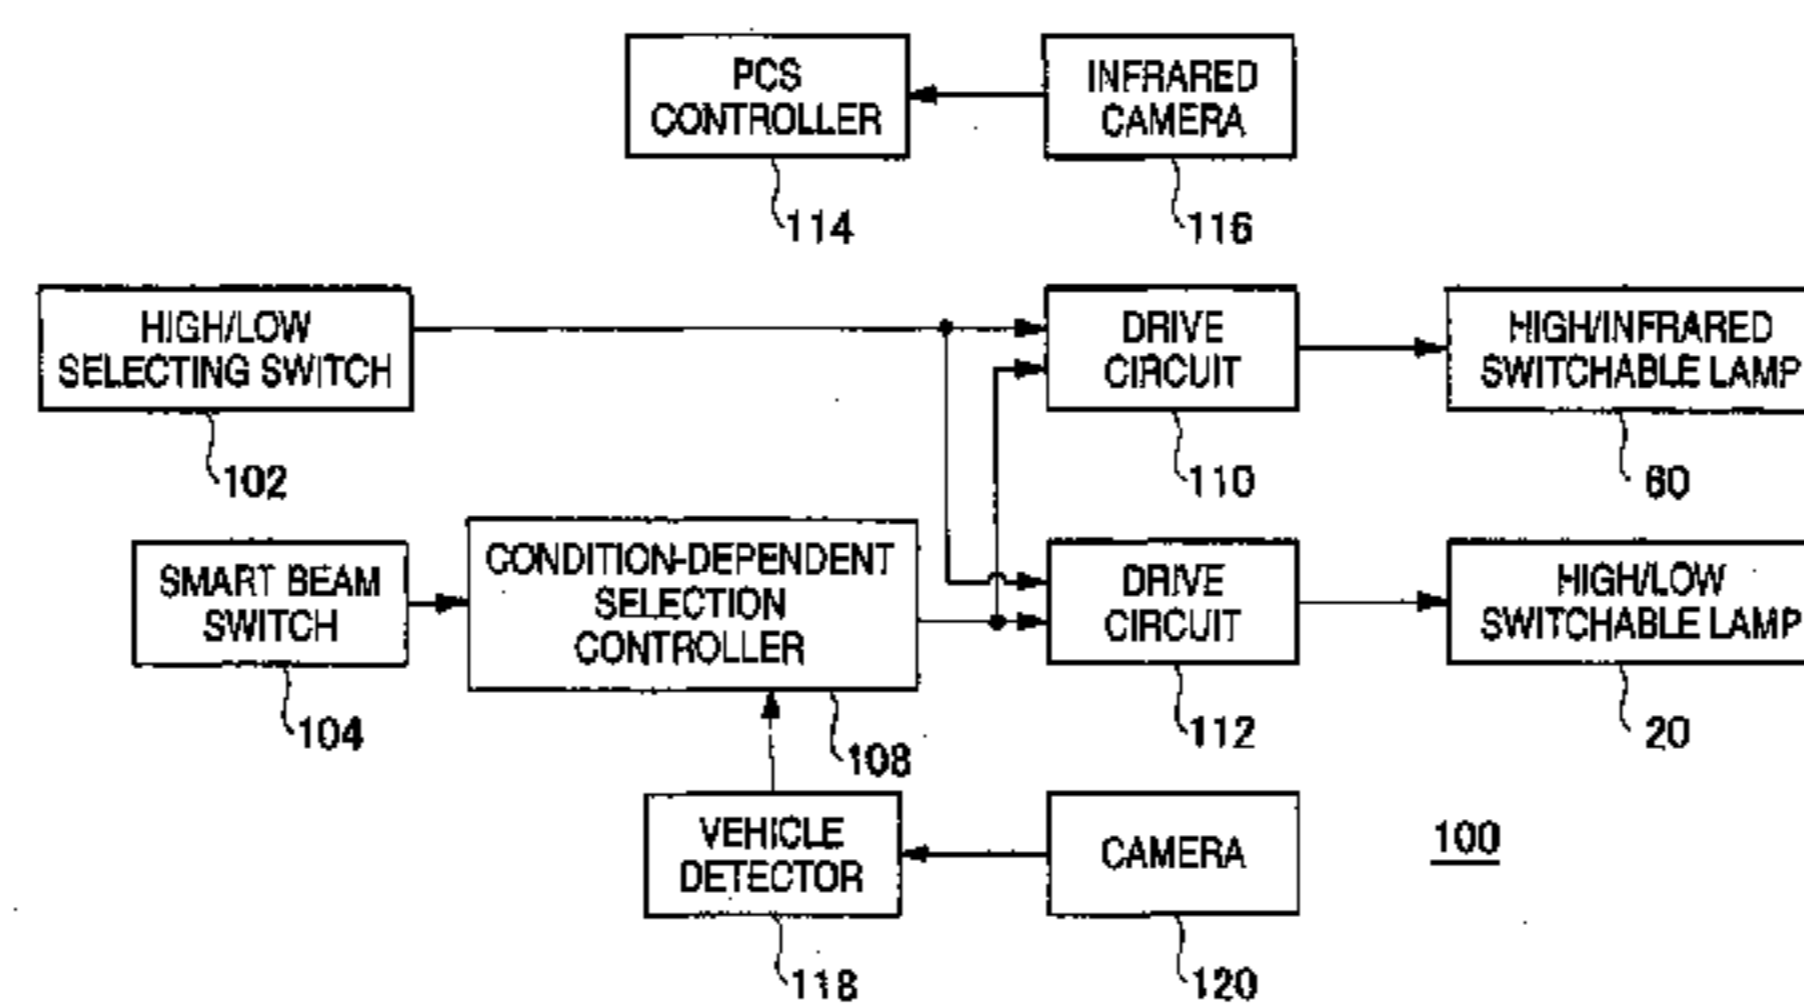 PCS
CONTROLLER
INFRARED
CAMERA
114
116
HIGH/LOW
SELECTING SWITCH
DRIVE
CIRCUIT
HIGH/INFRARED
SWITCHABLE LAMP
102
110
60
SMART BEAM
SWITCH
CONDITION-DEPENDENT
SELECTION
CONTROLLER
DRIVE
CIRCUIT
HIGH/LOW
SWITCHABLE LAMP
104
108
112
20
VEHICLE
DETECTOR
CAMERA
100
118
120